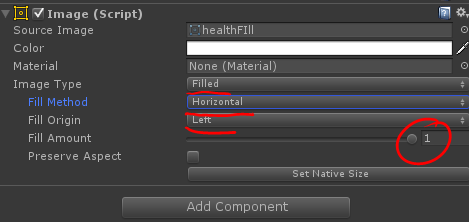 Image (Script)
Source Image healthFIll
Color
Material None (Material)
Image Type Filled
Fill Method Horizontal
Fill Origin Left
Fill Amount 1
Preserve Aspect
Set Native Size
Add Component